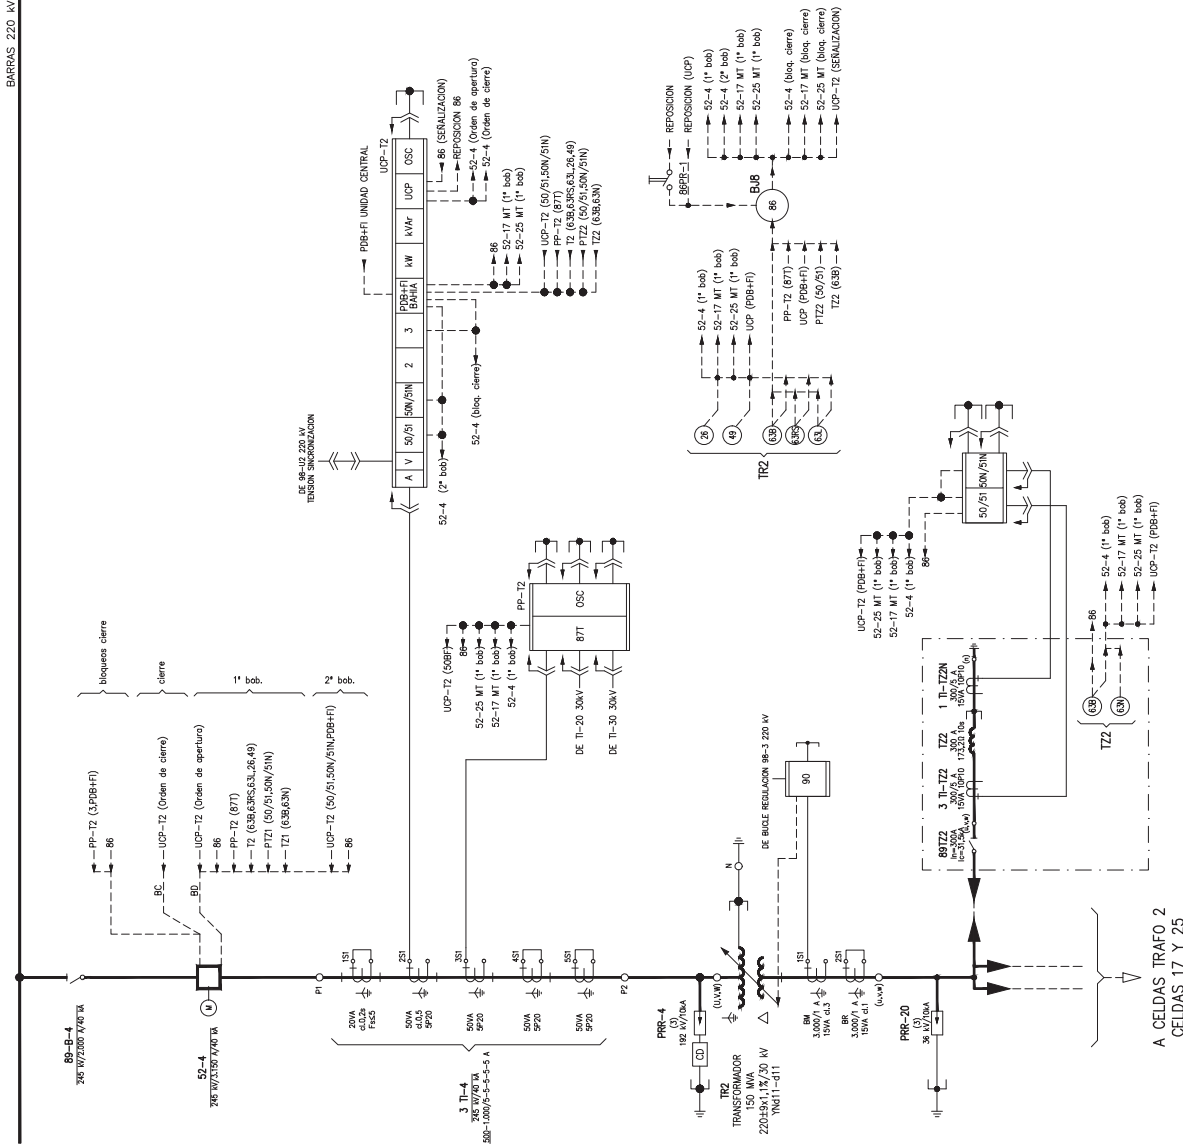 BARRAS 220 kV
89-B-4
245 kV/2.000 A/40 kA
52-4
245 kV/3.150 A/40 kA
M
bloqueos cierre
PP-T2 (3,PDB+FI)
86
cierre
UCP-T2 (Orden de cierre)
BC
1ª bob.
UCP-T2 (Orden de apertura)
BD
86
PP-T2 (87T)
T2 (63B,63RS,63L,26,49)
PTZ1 (50/51,50N/51N)
TZ1 (63B,63N)
2ª bob.
UCP-T2 (50/51,50N/51N,PDB+FI)
86
P1
1S1
2S1
3S1
4S1
5S1
P2
20VA
cl.0,2s
Fs≤5
50VA
cl.0,5
5P20
50VA
5P20
50VA
5P20
50VA
5P20
3 TI-4
245 kV/40 kA
500-1.000/5-5-5-5-5 A
DE 98-U2 220 kV
TENSION SINCRONIZACION
PDB+FI UNIDAD CENTRAL
UCP-T2
A
V
50/51
50N/51N
2
3
PDB+FI
BAHIA
kW
kVAr
UCP
OSC
52-4 (2ª bob)
52-4 (bloq. cierre)
86 (SEÑALIZACION)
REPOSICION 86
52-4 (Orden de apertura)
52-4 (Orden de cierre)
86
52-17 MT (1ª bob)
52-25 MT (1ª bob)
UCP-T2 (50/51,50N/51N)
PP-T2 (87T)
T2 (63B,63RS,63L,26,49)
PTZ2 (50/51,50N/51N)
TZ2 (63B,63N)
PP-T2
87T
OSC
UCP-T2 (50BF)
86
52-25 MT (1ª bob)
52-17 MT (1ª bob)
52-4 (1ª bob)
DE TI-20 30kV
DE TI-30 30kV
REPOSICION
REPOSICION (UCP)
86PR-1
BJ8
86
52-4 (1ª bob)
52-4 (2ª bob)
52-17 MT (1ª bob)
52-25 MT (1ª bob)
52-4 (bloq. cierre)
52-17 MT (bloq. cierre)
52-25 MT (bloq. cierre)
UCP-T2 (SEÑALIZACION)
52-4 (1ª bob)
52-17 MT (1ª bob)
52-25 MT (1ª bob)
UCP (PDB+FI)
PP-T2 (87T)
UCP (PDB+FI)
PTZ2 (50/51)
TZ2 (63B)
26
49
63B
63RS
63L
TR2
PRR-4
(3)
192 kV/10kA
CD
(U,V,W)
N
TR2
TRANSFORMADOR
150 MVA
220±9x1,1%/30 kV
YNd11-d11
DE BUCLE REGULACION 98-3 220 kV
90
1S1
BM
3.000/1 A
15VA cl.3
2S1
BR
3.000/1 A
15VA cl.1
(u,v,w)
PRR-20
(3)
36 kV/10kA
89TZ2
In=300A
Ic=31,5kA
(u,v,w)
3 TI-TZ2
300/5 A
15VA 10P10
TZ2
300 A
173,2Ω 10s
1 TI-TZ2N
300/5 A
15VA 10P10
(n)
50/51
50N/51N
UCP-T2 (PDB+FI)
52-25 MT (1ª bob)
52-17 MT (1ª bob)
52-4 (1ª bob)
86
63B
63N
TZ2
86
52-4 (1ª bob)
52-17 MT (1ª bob)
52-25 MT (1ª bob)
UCP-T2 (PDB+FI)
A CELDAS TRAFO 2
CELDAS 17 Y 25